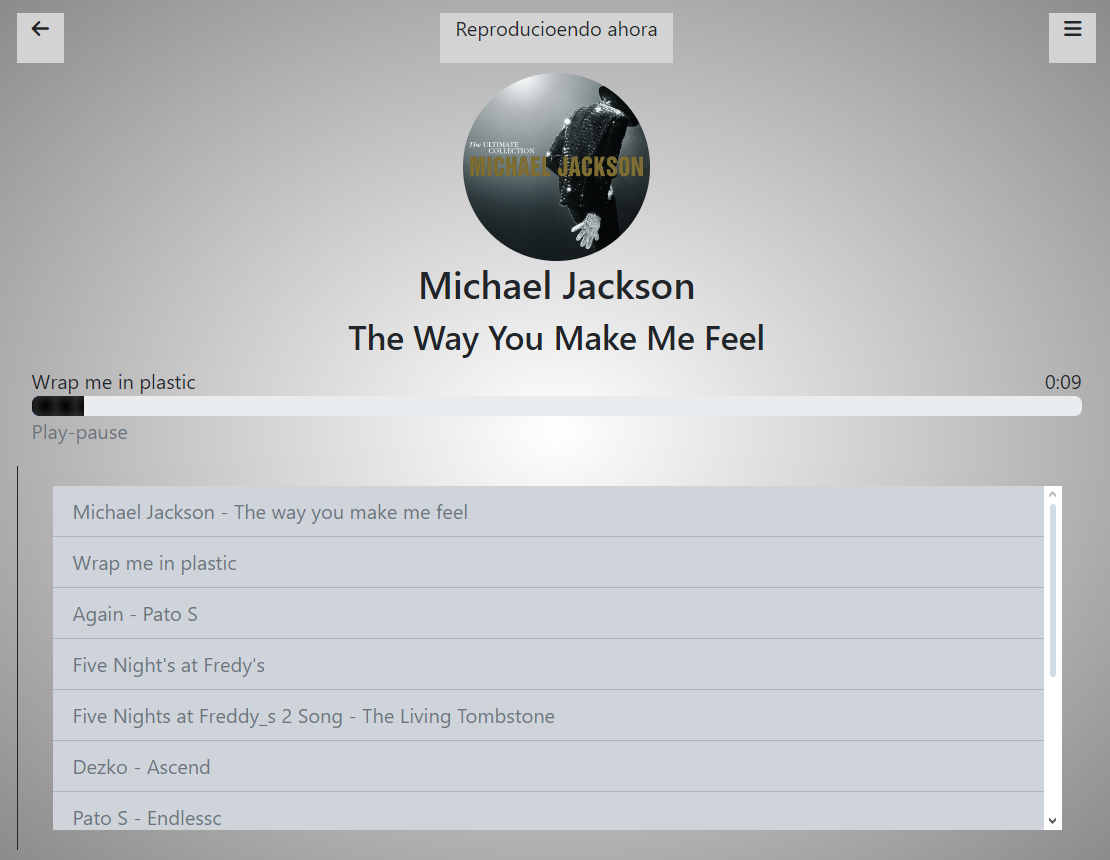 Reproducioendo ahora
The ULTIMATE
COLLECTION
MICHAEL JACKSON
Michael Jackson
The Way You Make Me Feel
Wrap me in plastic 0:09
Play-pause
Michael Jackson - The way you make me feel
Wrap me in plastic
Again - Pato S
Five Night's at Fredy's
Five Nights at Freddy_s 2 Song - The Living Tombstone
Dezko - Ascend
Pato S - Endlessc